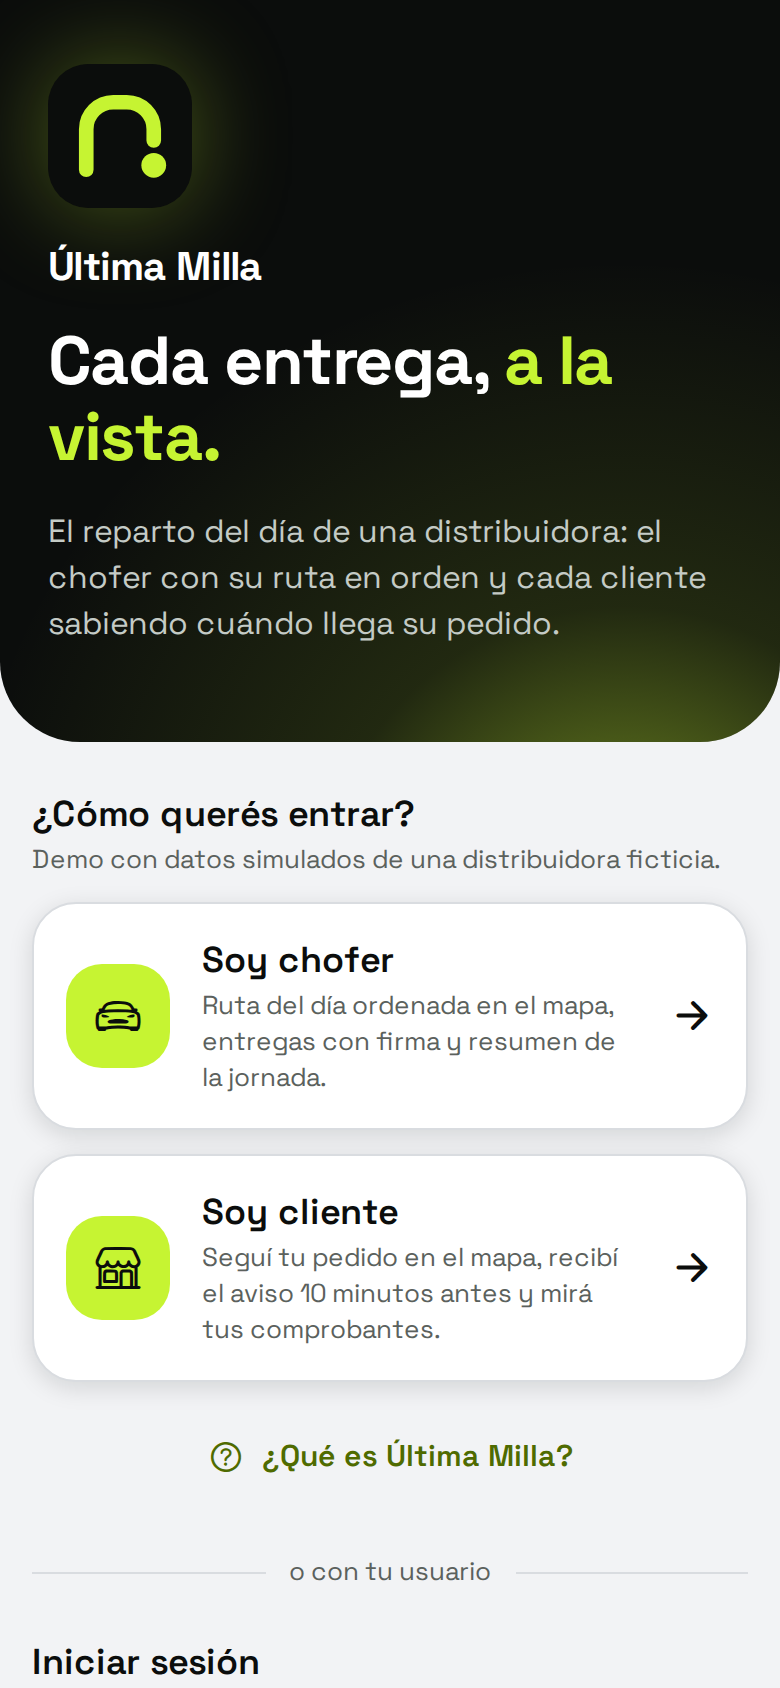 Última Milla
Cada entrega, a la
vista.
El reparto del día de una distribuidora: el
chofer con su ruta en orden y cada cliente
sabiendo cuándo llega su pedido.
¿Cómo querés entrar?
Demo con datos simulados de una distribuidora ficticia.
Soy chofer
Ruta del día ordenada en el mapa,
entregas con firma y resumen de
la jornada.
Soy cliente
Seguí tu pedido en el mapa, recibí
el aviso 10 minutos antes y mirá
tus comprobantes.
¿Qué es Última Milla?
o con tu usuario
Iniciar sesión